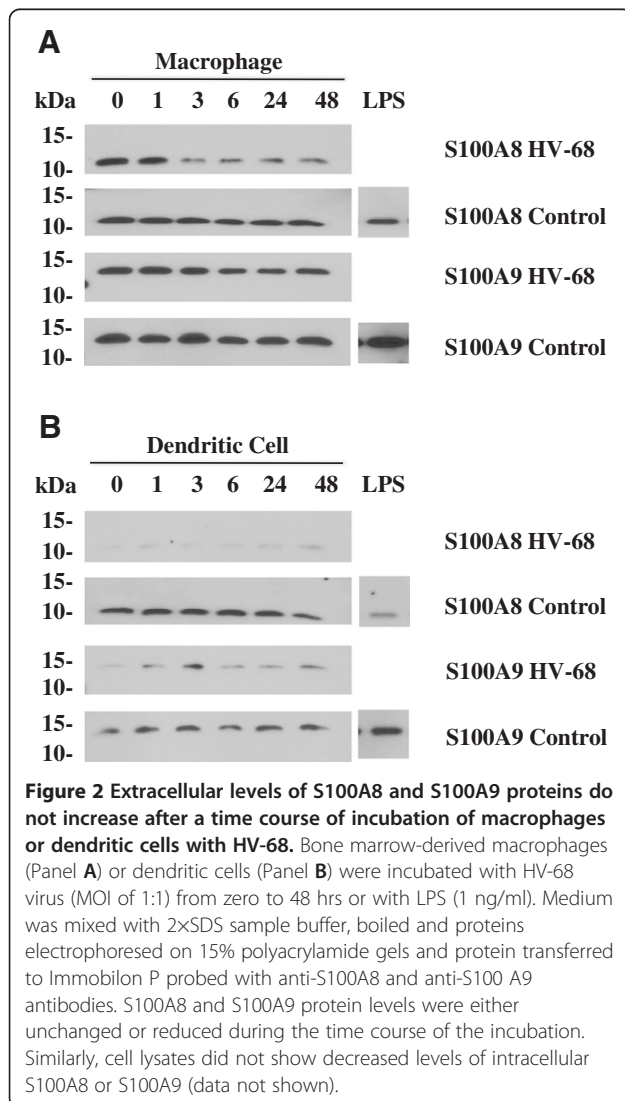 A
Macrophage
kDa 0 1 3 6 24 48 LPS
15-
10-
S100A8 HV-68
15-
10-
S100A8 Control
15-
10-
S100A9 HV-68
15-
10-
S100A9 Control
B
Dendritic Cell
kDa 0 1 3 6 24 48 LPS
15-
10-
S100A8 HV-68
15-
10-
S100A8 Control
15-
10-
S100A9 HV-68
15-
10-
S100A9 Control
Figure 2 Extracellular levels of S100A8 and S100A9 proteins do
not increase after a time course of incubation of macrophages
or dendritic cells with HV-68. Bone marrow-derived macrophages
(Panel A) or dendritic cells (Panel B) were incubated with HV-68
virus (MOI of 1:1) from zero to 48 hrs or with LPS (1 ng/ml). Medium
was mixed with 2×SDS sample buffer, boiled and proteins
electrophoresed on 15% polyacrylamide gels and protein transferred
to Immobilon P probed with anti-S100A8 and anti-S100 A9
antibodies. S100A8 and S100A9 protein levels were either
unchanged or reduced during the time course of the incubation.
Similarly, cell lysates did not show decreased levels of intracellular
S100A8 or S100A9 (data not shown).